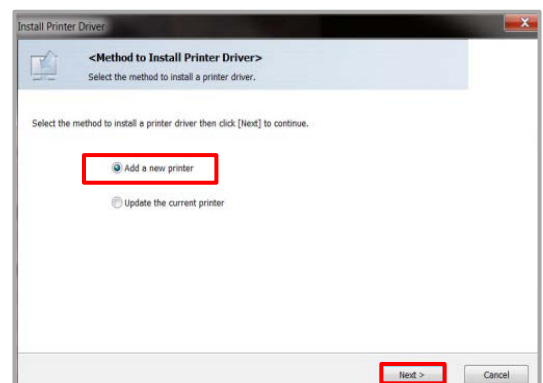 Install Printer Driver
<Method to Install Printer Driver>
Select the method to install a printer driver.
Select the method to install a printer driver then click [Next] to continue.
Add a new printer
Update the current printer
Next >
Cancel